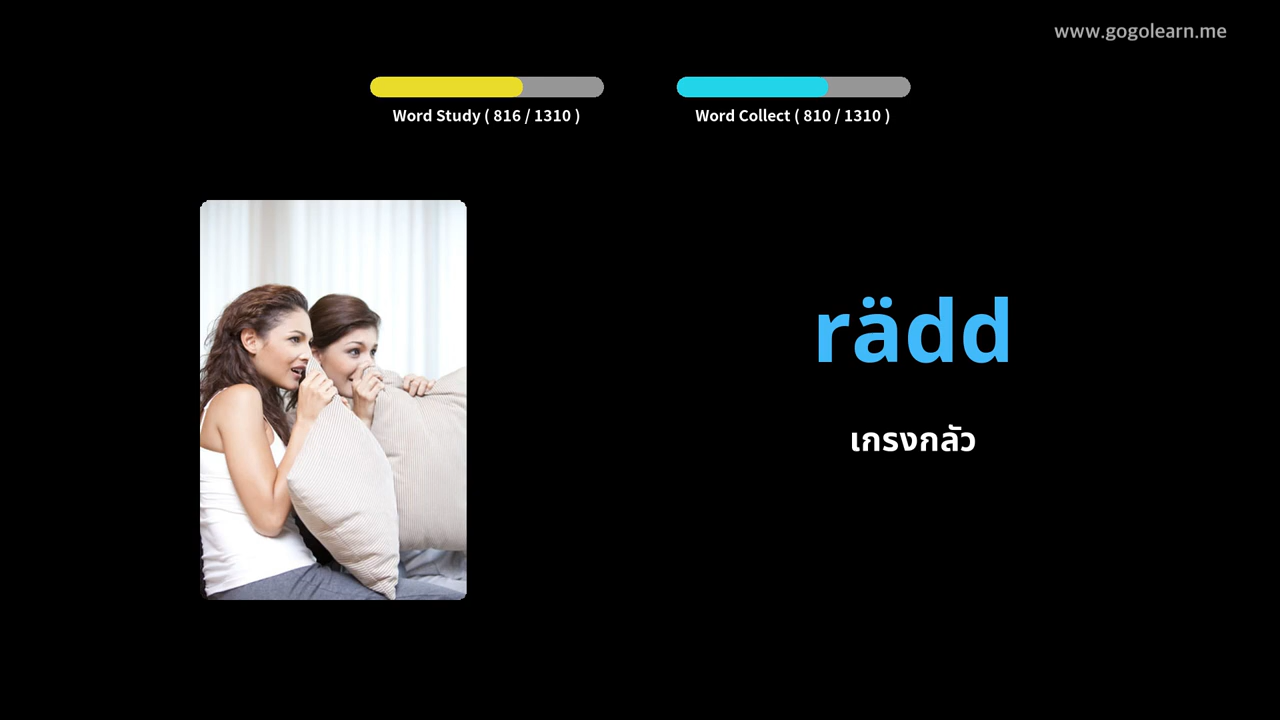 www.gogolearn.me
Word Study ( 816 / 1310 )
Word Collect ( 810 / 1310 )
rädd
เกรงกลัว